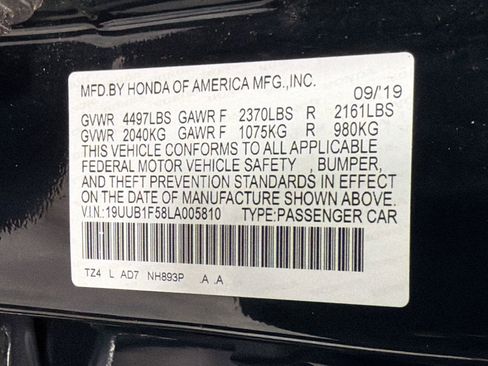 MFD.BY HONDA OF AMERICA MFG.,INC. 09/'19
GVWR 4497LBS GAWR F 2370LBS R 2161LBS
GVWR 2040KG GAWR F 1075KG R 980KG
THIS VEHICLE CONFORMS TO ALL APPLICABLE
FEDERAL MOTOR VEHICLE SAFETY , BUMPER,
AND THEFT PREVENTION STANDARDS IN EFFECT
ON THE DATE OF MANUFACTURE SHOWN ABOVE.
V.I.N:19UUB1F58LA005810 TYPE:PASSENGER CAR
TZ4 L AD7 NH893P .A .A